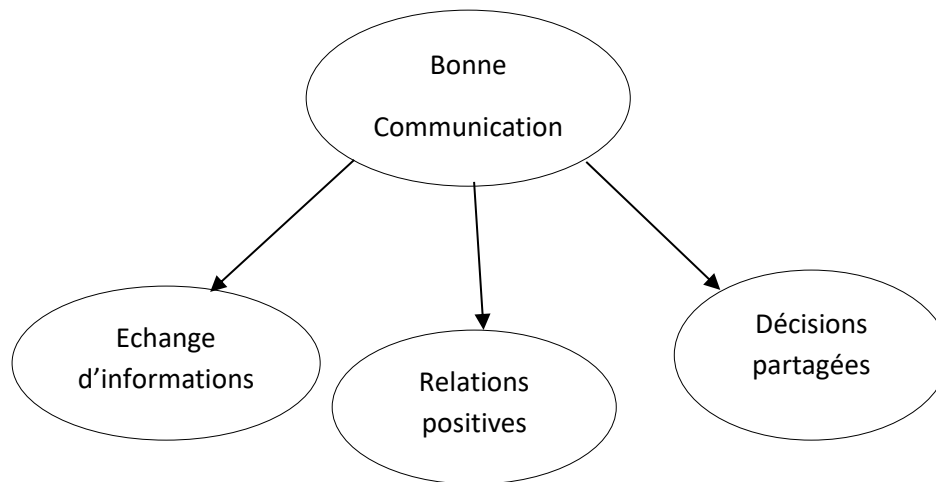 Bonne
Communication
Echange
d’informations
Relations
positives
Décisions
partagées